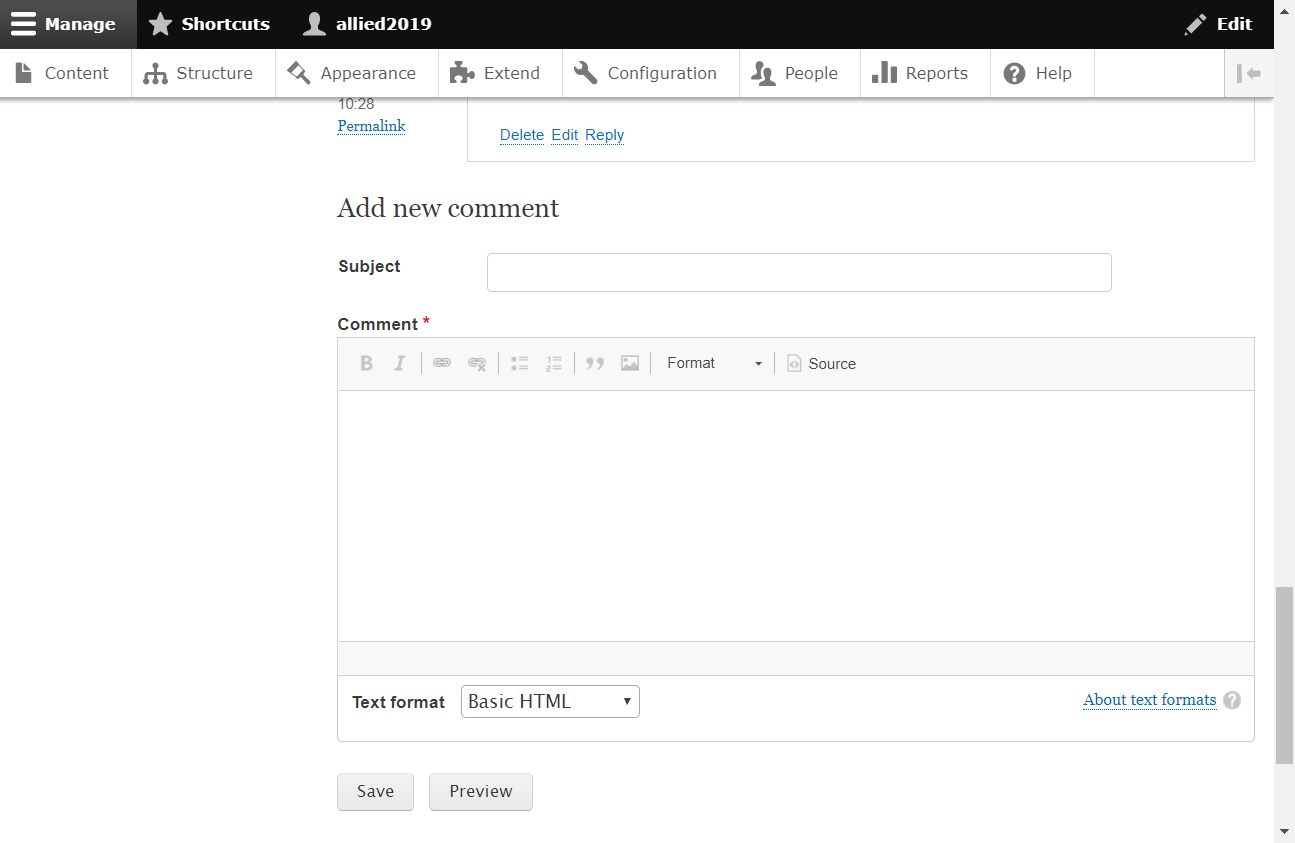 Manage Shortcuts allied2019 Edit
Content Structure Appearance Extend Configuration People Reports Help
10:28
Permalink
Delete Edit Reply
Add new comment
Subject
Comment *
B I Format Source
Text format Basic HTML About text formats ?
Save Preview